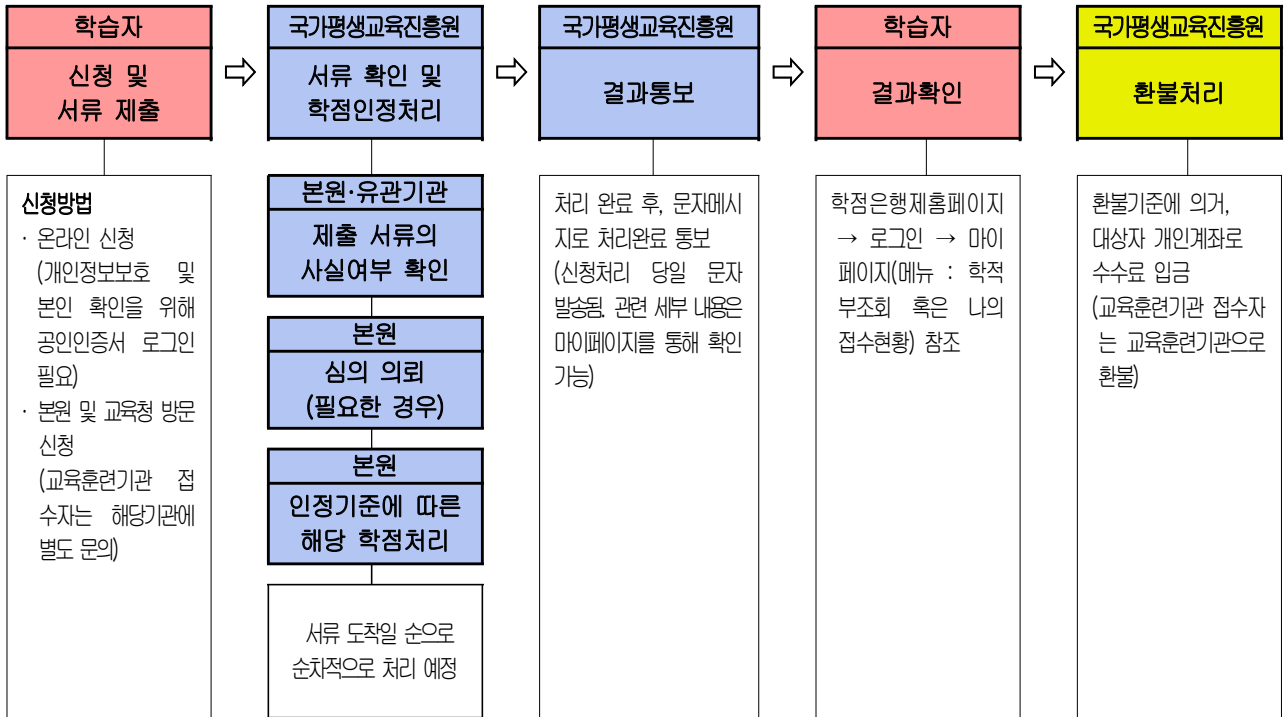 학습자
신청 및
서류 제출
신청방법
· 온라인 신청
(개인정보보호 및
본인 확인을 위해
공인인증서 로그인
필요)
· 본원 및 교육청 방문
신청
(교육훈련기관 접
수자는 해당기관에
별도 문의)
⇨
국가평생교육진흥원
서류 확인 및
학점인정처리
본원·유관기관
제출 서류의
사실여부 확인
본원
심의 의뢰
(필요한 경우)
본원
인정기준에 따른
해당 학점처리
서류 도착일 순으로
순차적으로 처리 예정
⇨
국가평생교육진흥원
결과통보
처리 완료 후, 문자메시
지로 처리완료 통보
(신청처리 당일 문자
발송됨. 관련 세부 내용은
마이페이지를 통해 확인
가능)
⇨
학습자
결과확인
학점은행제홈페이지
→ 로그인 → 마이
페이지(메뉴 : 학적
부조회 혹은 나의
접수현황) 참조
⇨
국가평생교육진흥원
환불처리
환불기준에 의거,
대상자 개인계좌로
수수료 입금
(교육훈련기관 접수자
는 교육훈련기관으로
환불)